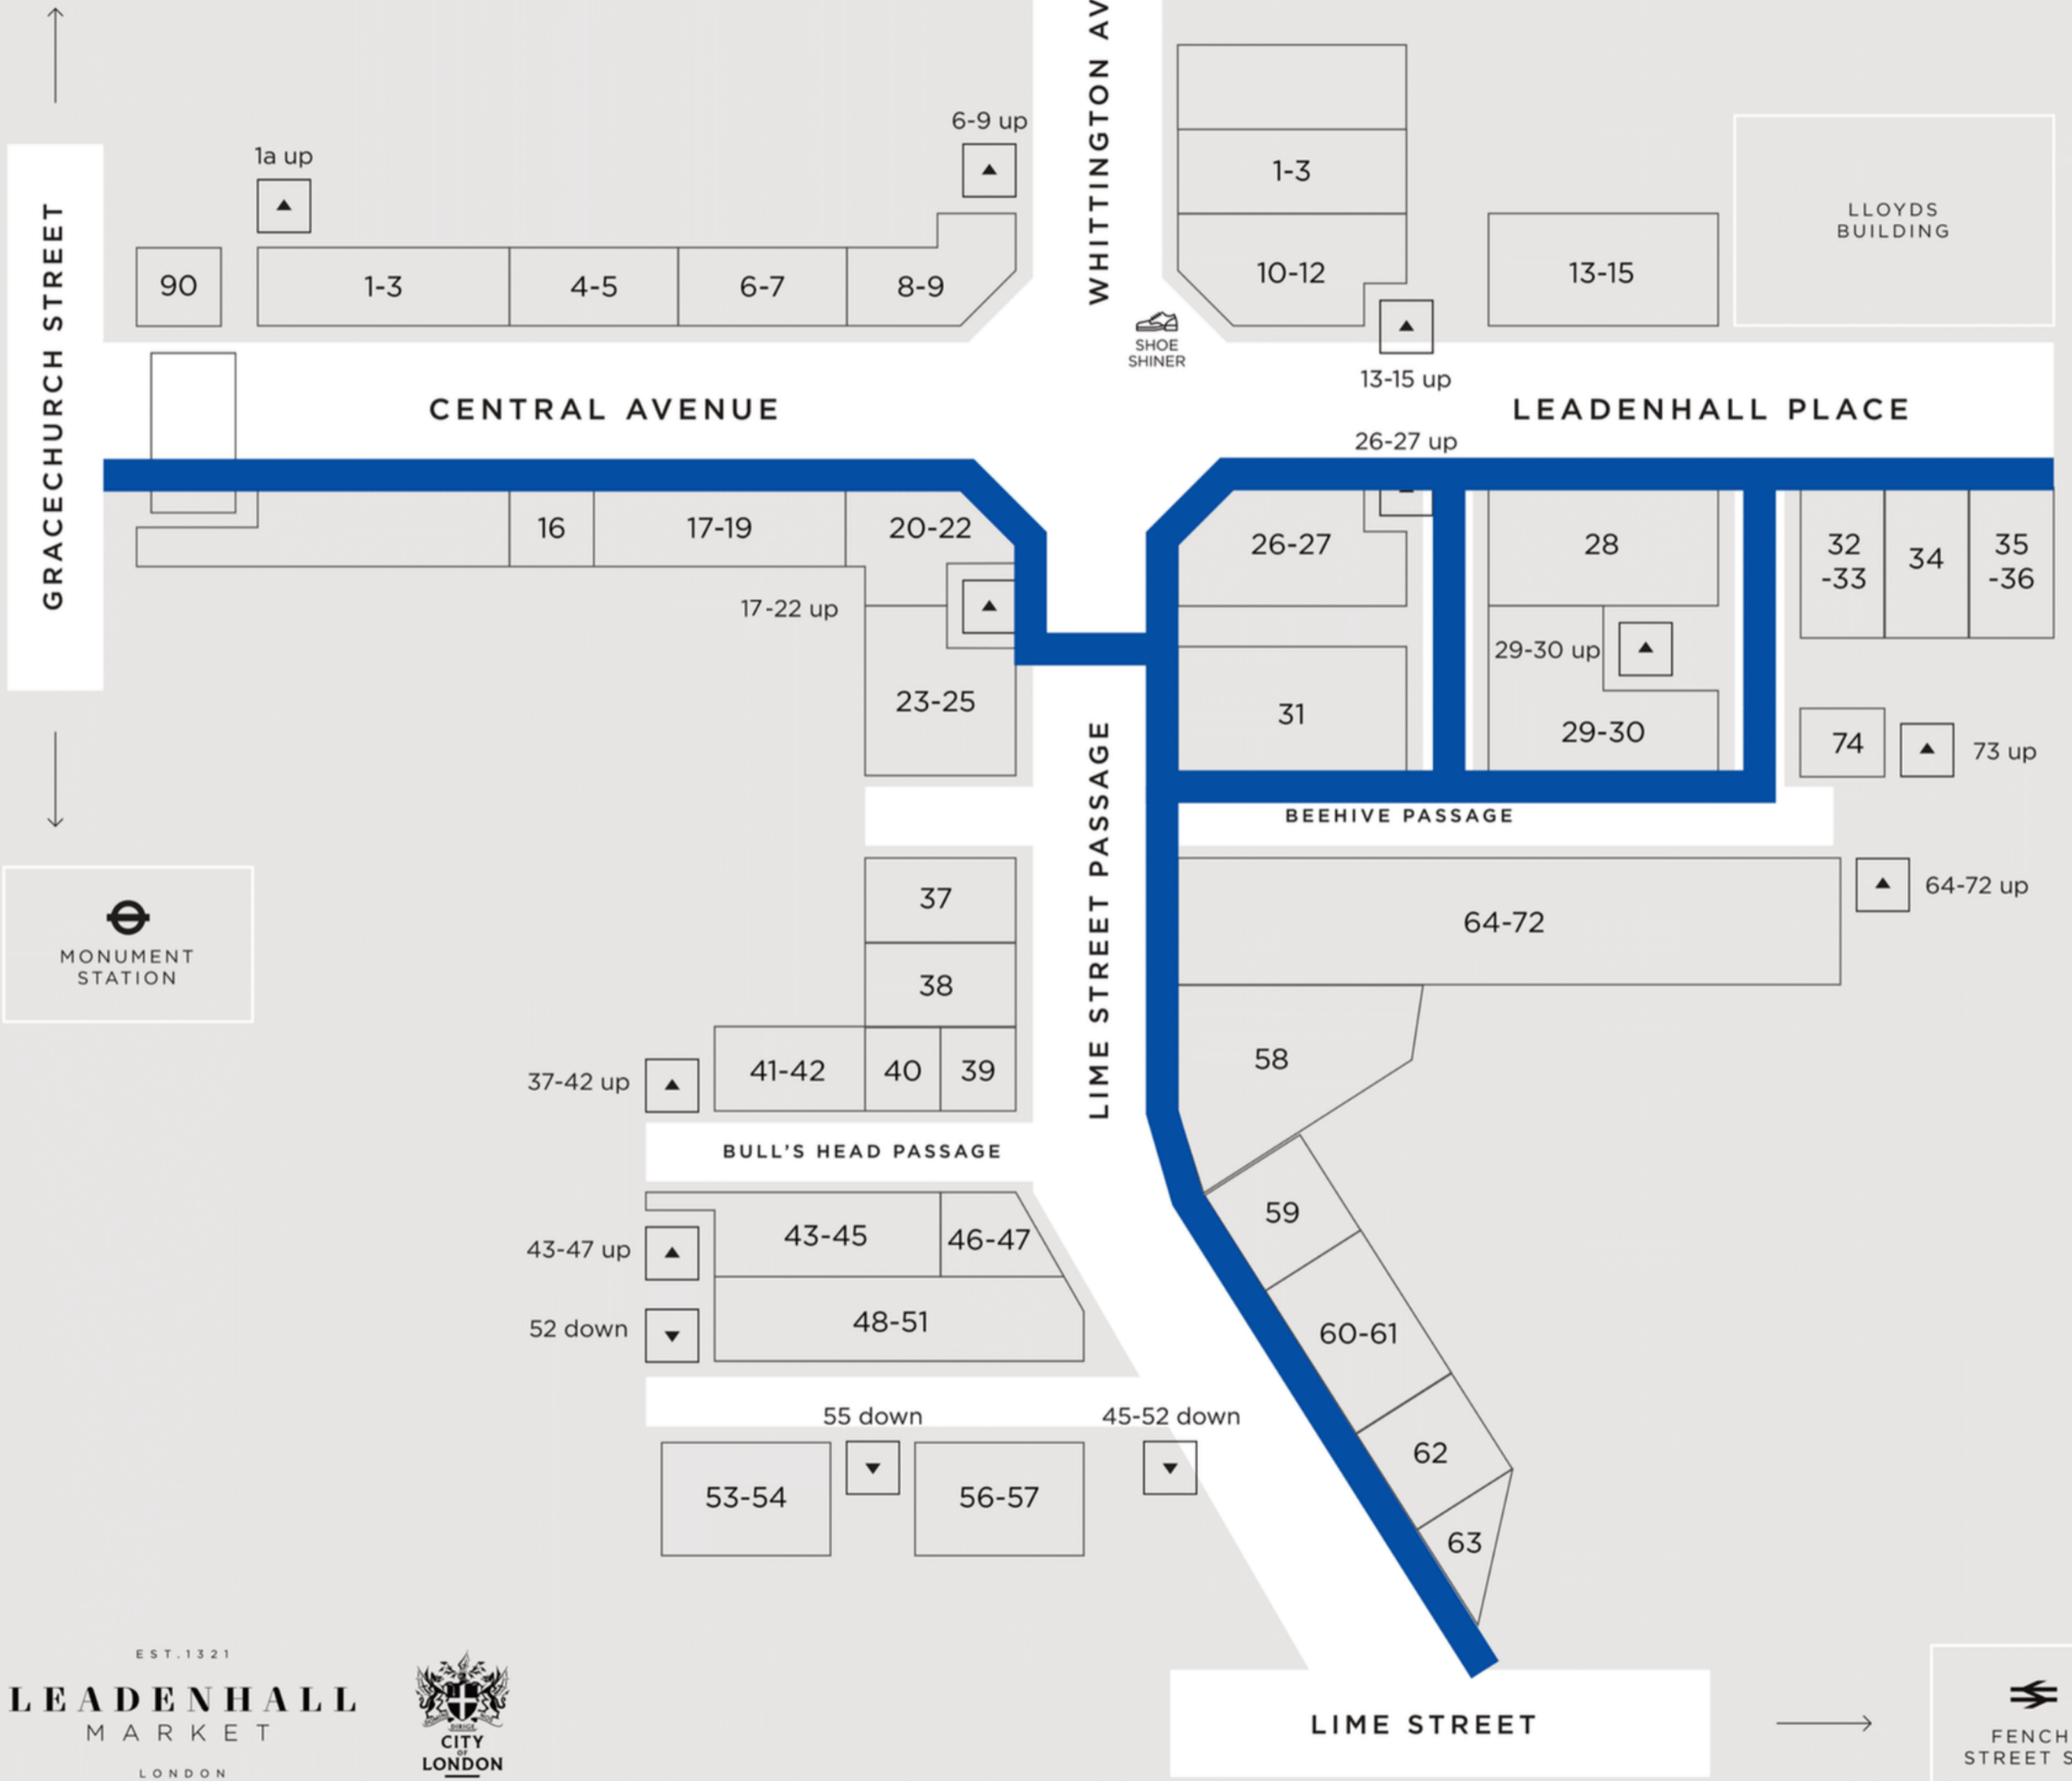 WHITTINGTON AV
6-9 up
1a up
1-3
LLOYDS
BUILDING
GRACECHURCH STREET
90
1-3
4-5
6-7
8-9
10-12
13-15
SHOE
SHINER
13-15 up
CENTRAL AVENUE
LEADENHALL PLACE
26-27 up
16
17-19
20-22
26-27
28
32
-33
34
35
-36
17-22 up
23-25
31
29-30 up
29-30
74
73 up
BEEHIVE PASSAGE
LIME STREET PASSAGE
37
64-72
64-72 up
MONUMENT
STATION
38
58
37-42 up
41-42
40
39
BULL'S HEAD PASSAGE
59
43-47 up
43-45
46-47
52 down
48-51
60-61
55 down
45-52 down
62
53-54
56-57
63
EST.1321
LEADENHALL
MARKET
LONDON
CITY
OF
LONDON
LIME STREET
FENCH
STREET S